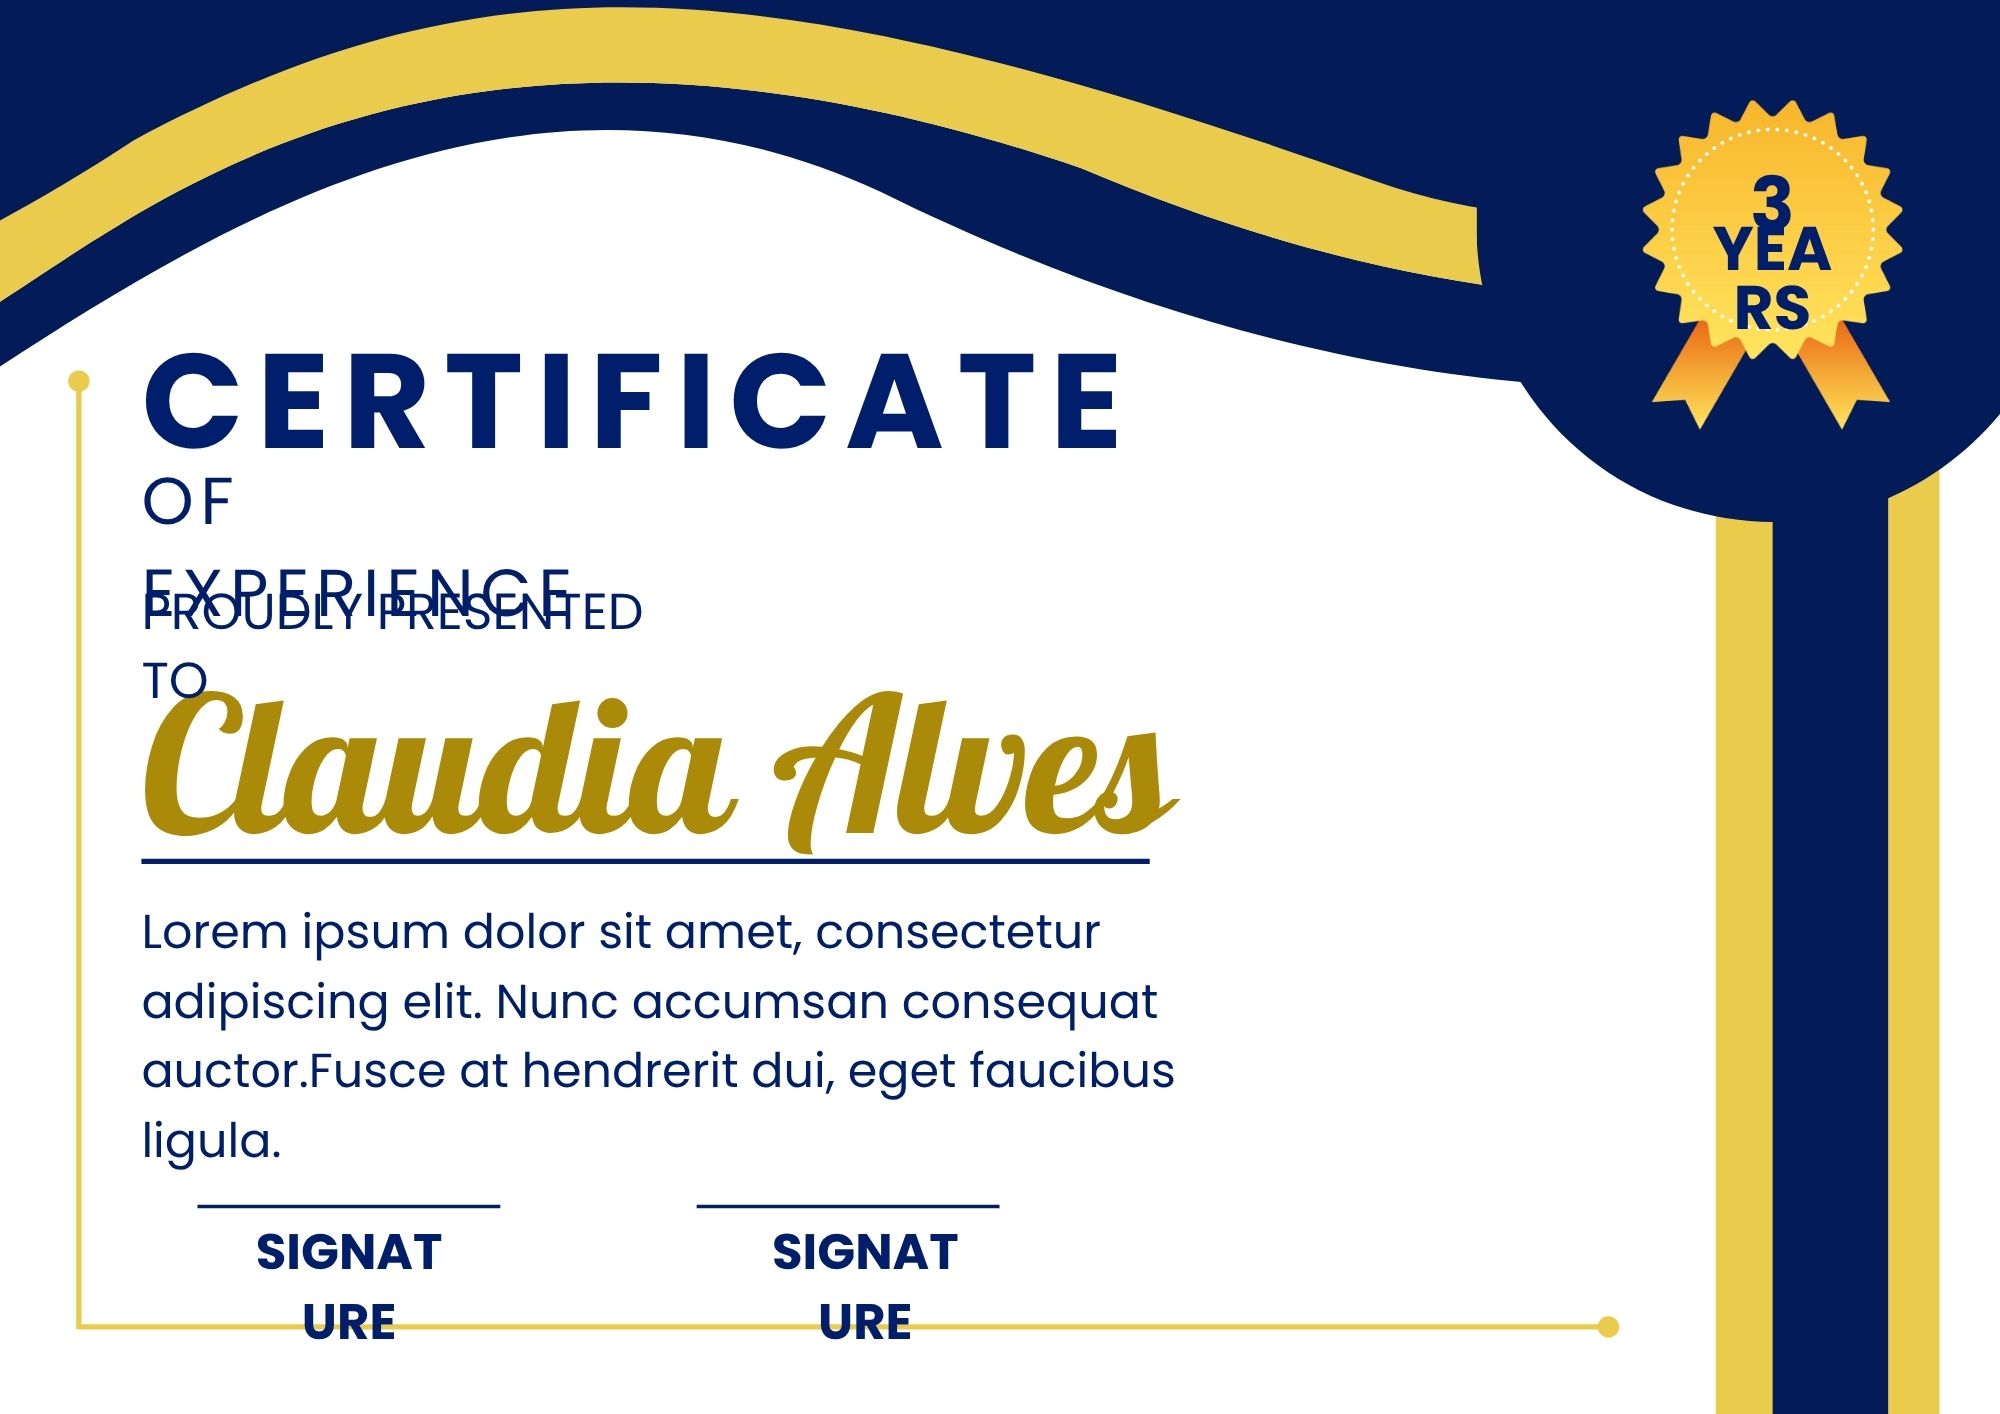 3
YEA
RS
CERTIFICATE
OF
EXPERIENCE
PROUDLY PRESENTED
TO
Claudia Alves
Lorem ipsum dolor sit amet, consectetur
adipiscing elit. Nunc accumsan consequat
auctor.Fusce at hendrerit dui, eget faucibus
ligula.
SIGNAT
URE
SIGNAT
URE